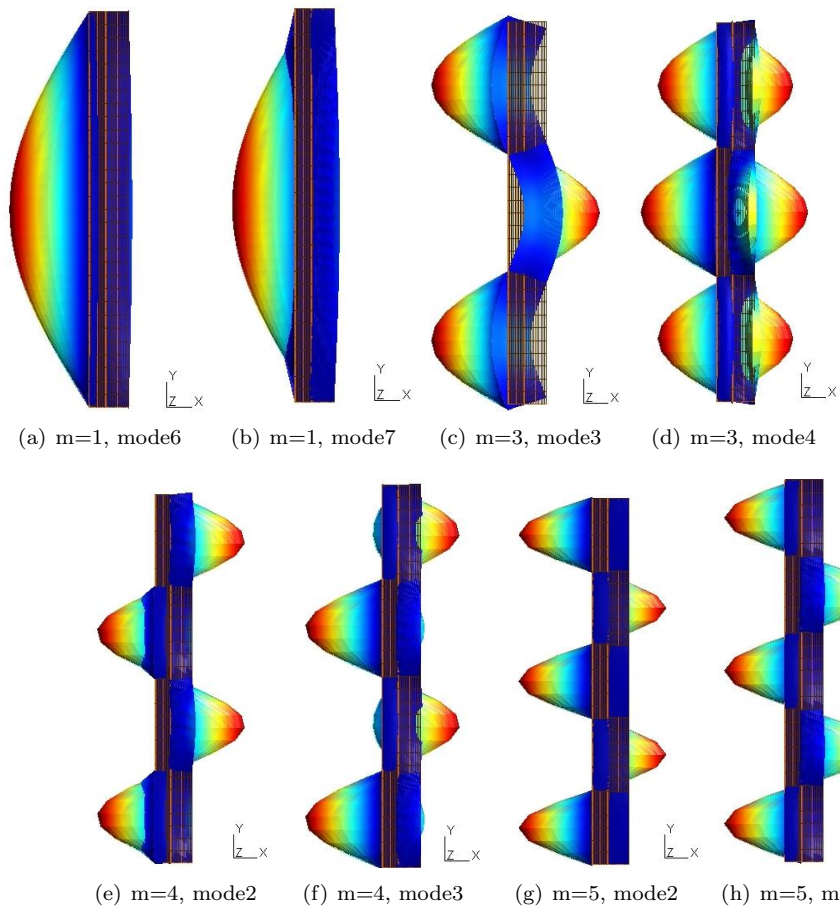 Y
Z X
Y
Z X
Y
Z X
Y
Z X
(a) m=1, mode6
(b) m=1, mode7
(c) m=3, mode3
(d) m=3, mode4
Y
Z X
Y
Z X
Y
Z X
Y
Z X
(e) m=4, mode2
(f) m=4, mode3
(g) m=5, mode2
(h) m=5, m